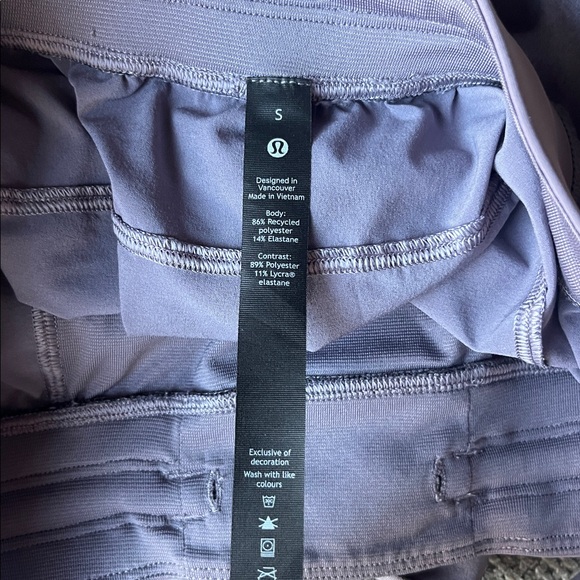 S
Designed in
Vancouver
Made in Vietnam
Body:
86% Recycled
polyester
14% Elastane
Contrast:
89% Polyester
11% Lycra®
elastane
Exclusive of
decoration
Wash with like
colours